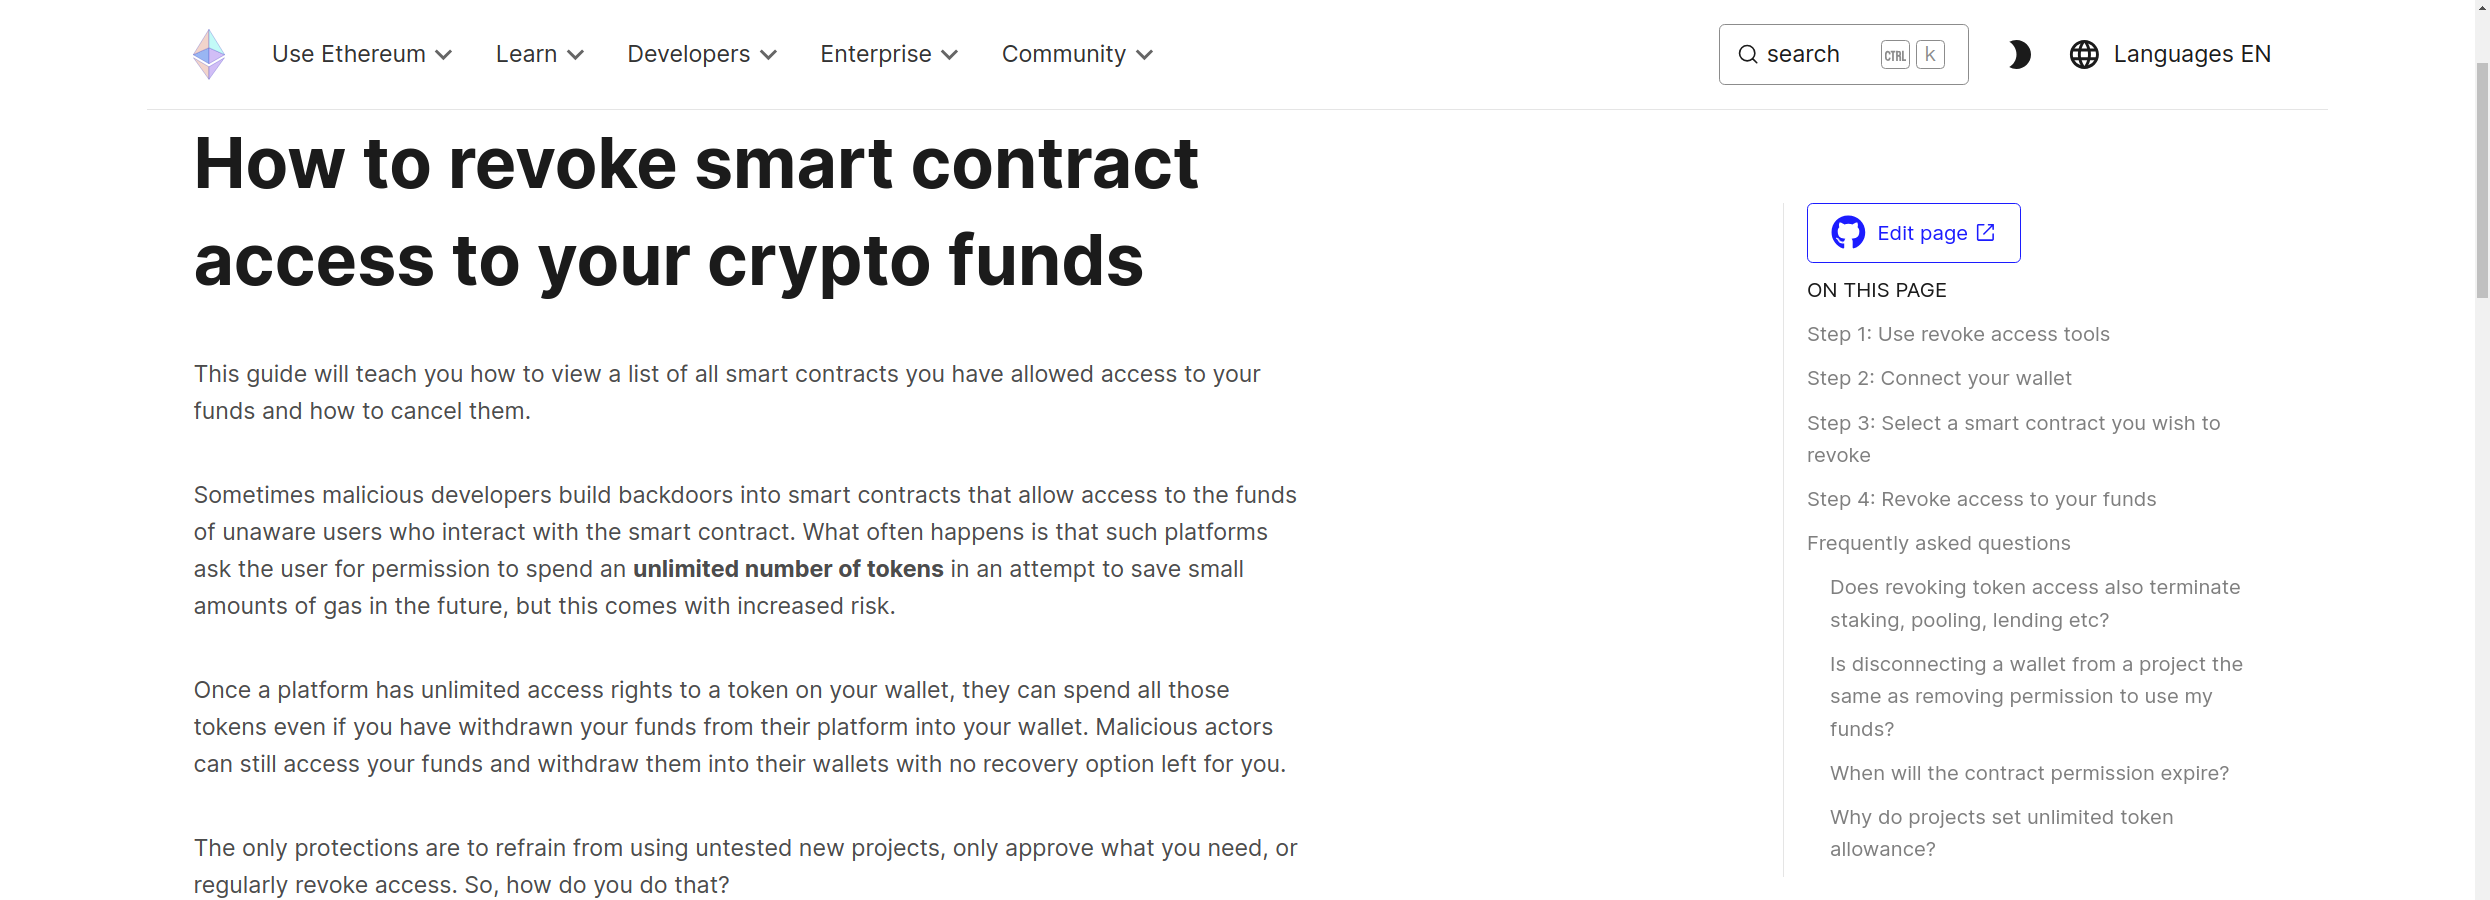 Use Ethereum Learn Developers Enterprise Community search CTRL k Languages EN
How to revoke smart contract
access to your crypto funds
This guide will teach you how to view a list of all smart contracts you have allowed access to your
funds and how to cancel them.
Sometimes malicious developers build backdoors into smart contracts that allow access to the funds
of unaware users who interact with the smart contract. What often happens is that such platforms
ask the user for permission to spend an unlimited number of tokens in an attempt to save small
amounts of gas in the future, but this comes with increased risk.
Once a platform has unlimited access rights to a token on your wallet, they can spend all those
tokens even if you have withdrawn your funds from their platform into your wallet. Malicious actors
can still access your funds and withdraw them into their wallets with no recovery option left for you.
The only protections are to refrain from using untested new projects, only approve what you need, or
regularly revoke access. So, how do you do that?
Edit page
ON THIS PAGE
Step 1: Use revoke access tools
Step 2: Connect your wallet
Step 3: Select a smart contract you wish to
revoke
Step 4: Revoke access to your funds
Frequently asked questions
Does revoking token access also terminate
staking, pooling, lending etc?
Is disconnecting a wallet from a project the
same as removing permission to use my
funds?
When will the contract permission expire?
Why do projects set unlimited token
allowance?